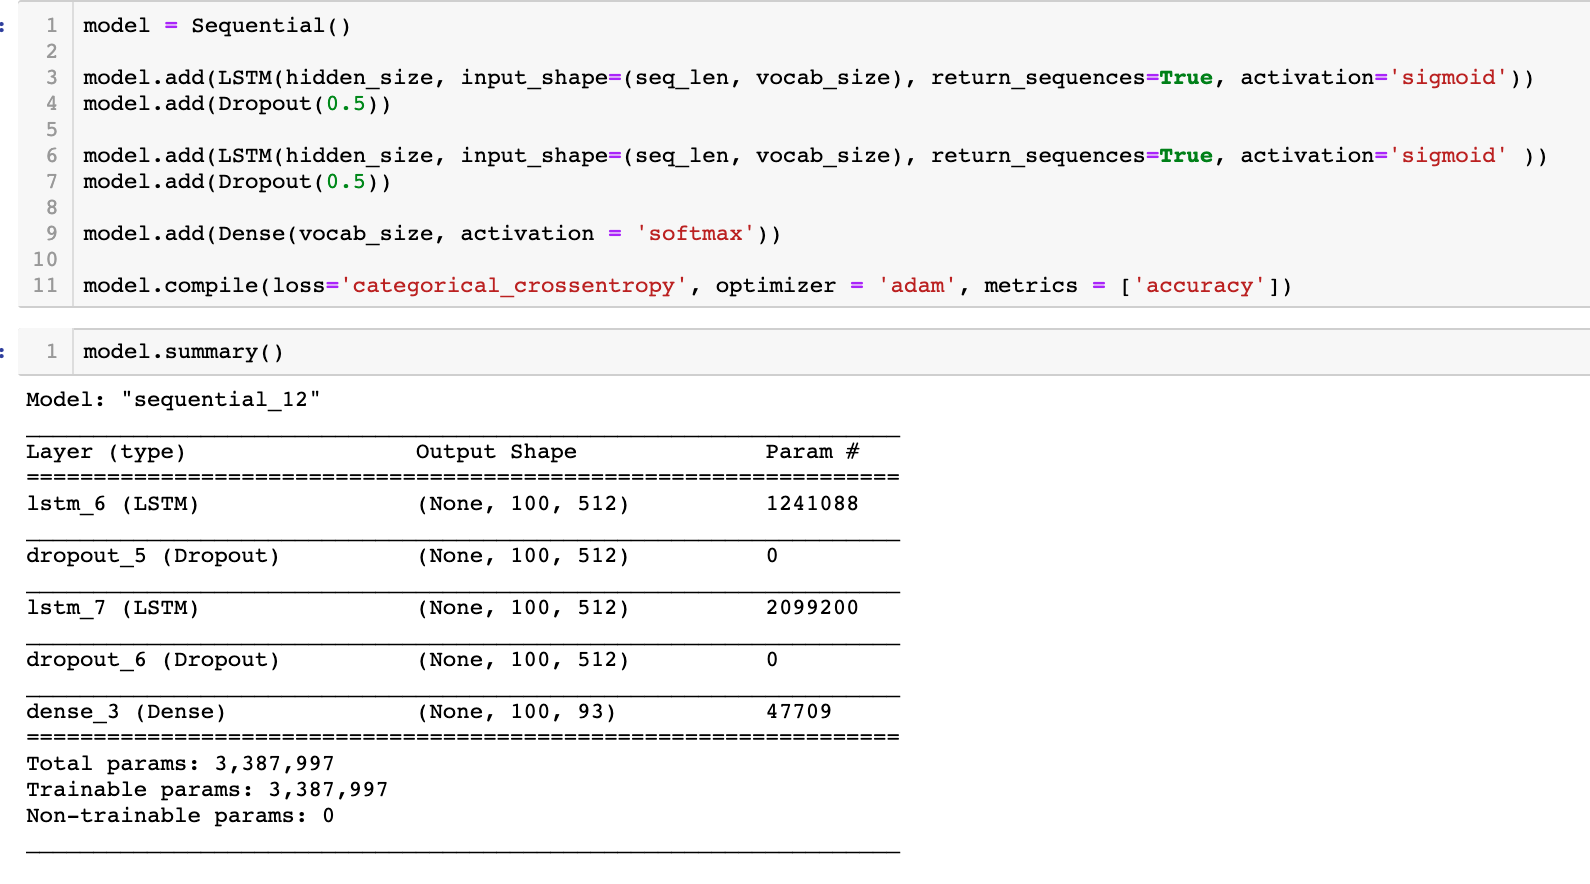 :
1 model = Sequential()
2
3 model.add(LSTM(hidden_size, input_shape=(seq_len, vocab_size), return_sequences=True, activation='sigmoid'))
4 model.add(Dropout(0.5))
5
6 model.add(LSTM(hidden_size, input_shape=(seq_len, vocab_size), return_sequences=True, activation='sigmoid' ))
7 model.add(Dropout(0.5))
8
9 model.add(Dense(vocab_size, activation = 'softmax'))
10
11 model.compile(loss='categorical_crossentropy', optimizer = 'adam', metrics = ['accuracy'])
:
1 model.summary()
Model: "sequential_12"
_________________________________________________________________
Layer (type) Output Shape Param #
=================================================================
lstm_6 (LSTM) (None, 100, 512) 1241088
_________________________________________________________________
dropout_5 (Dropout) (None, 100, 512) 0
_________________________________________________________________
lstm_7 (LSTM) (None, 100, 512) 2099200
_________________________________________________________________
dropout_6 (Dropout) (None, 100, 512) 0
_________________________________________________________________
dense_3 (Dense) (None, 100, 93) 47709
=================================================================
Total params: 3,387,997
Trainable params: 3,387,997
Non-trainable params: 0
_________________________________________________________________